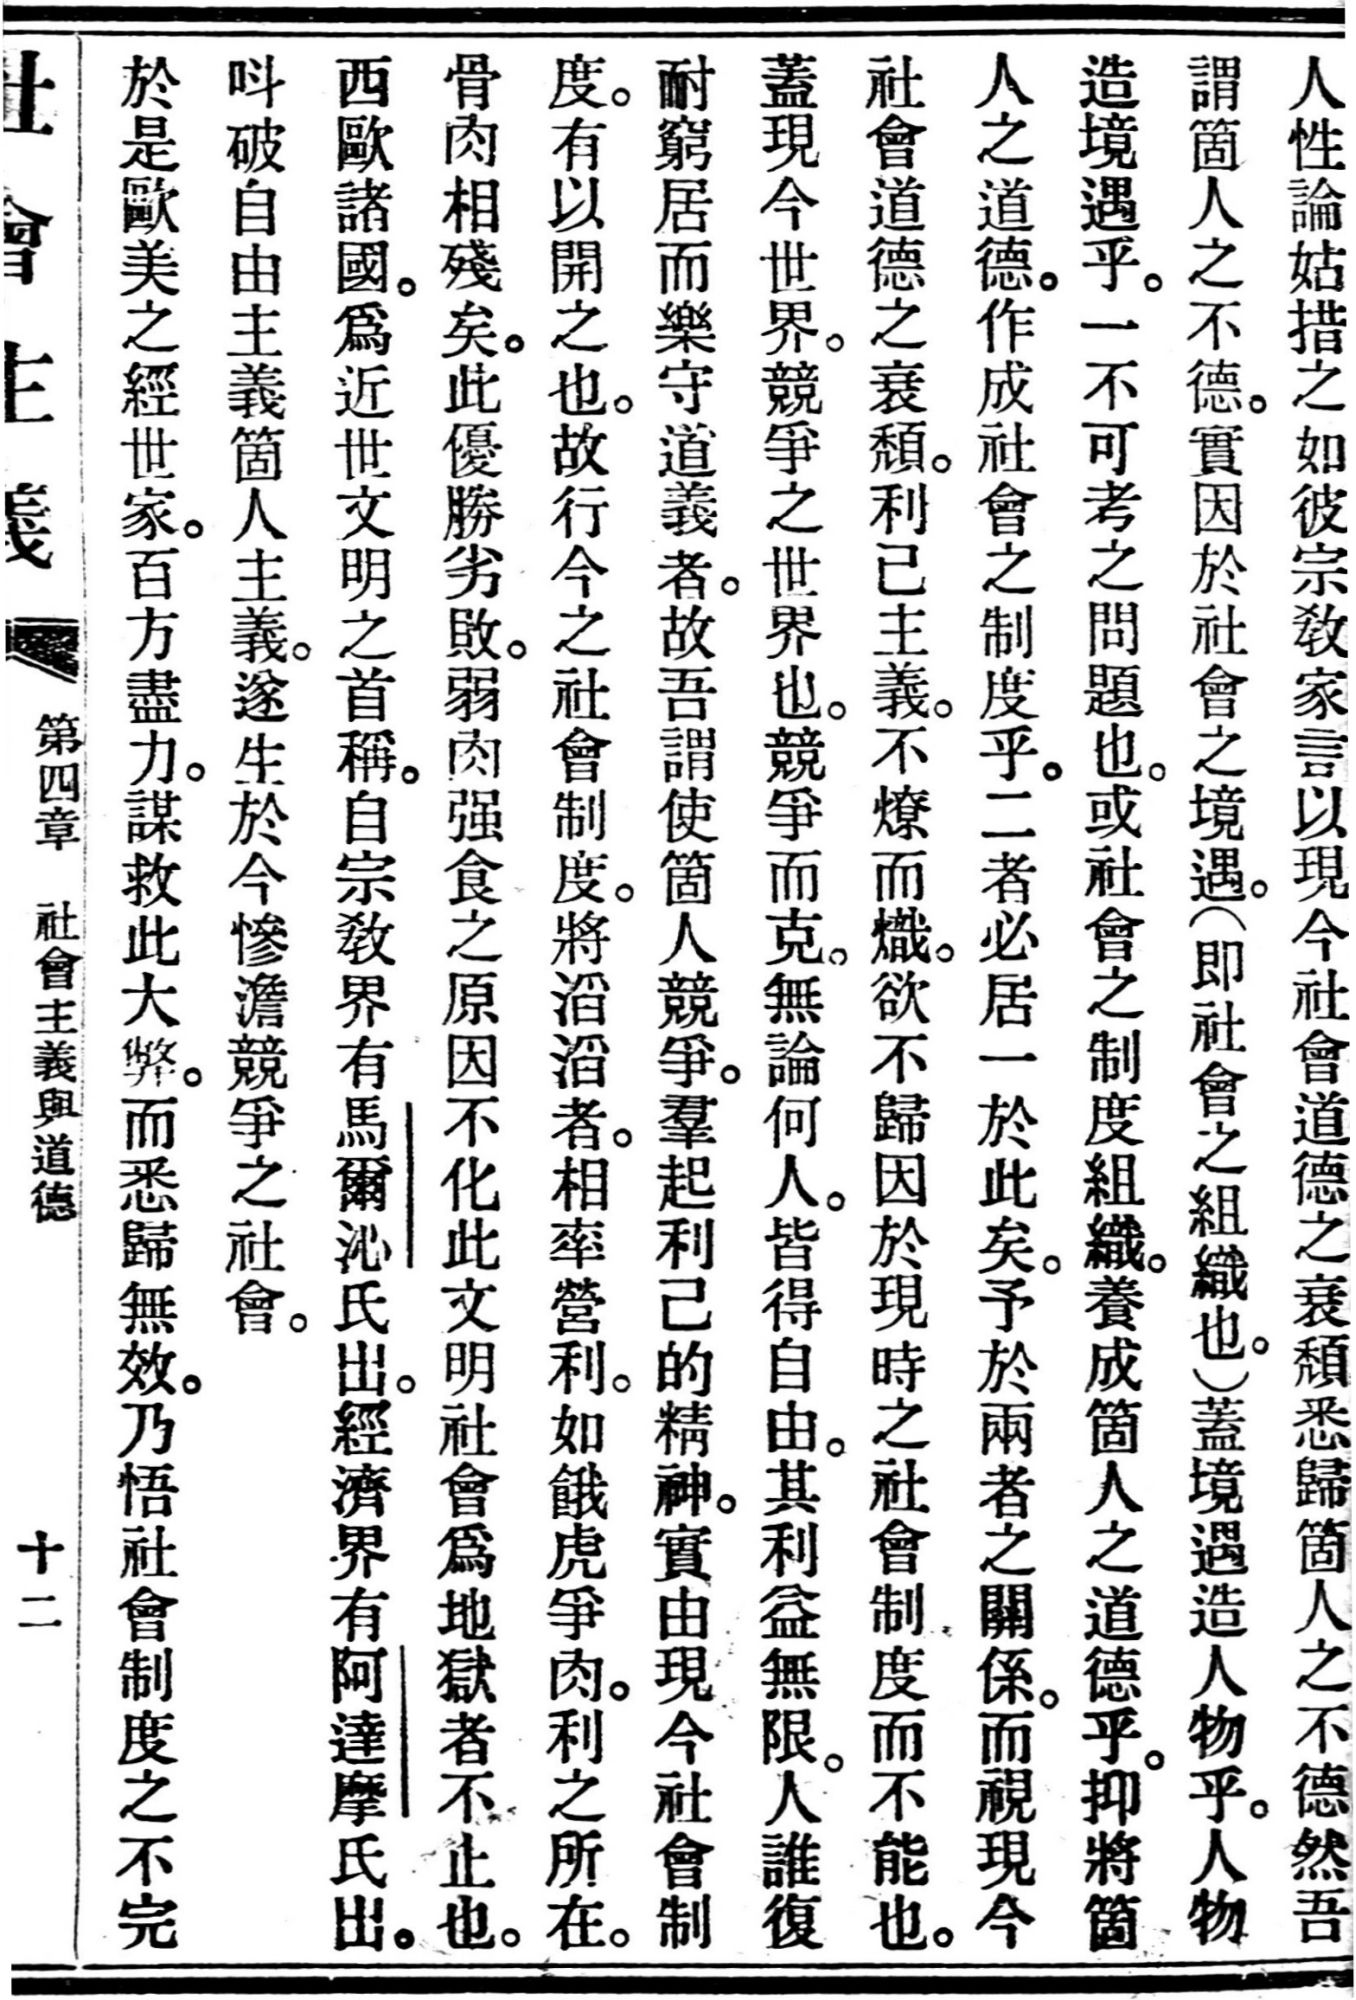 人性論姑措之如彼宗敎家言以現今社會道德之衰頹悉歸箇人之不德然吾
謂箇人之不德。實因於社會之境遇。(即社會之組織也。)蓋境遇造人物乎。人物
造境遇乎。一不可考之問題也。或社會之制度組織。養成箇人之道德乎。抑將箇
人之道德。作成社會之制度乎。二者必居一於此矣。予於兩者之關係。而視現今
社會道德之衰頹。利已主義。不燎而熾。欲不歸因於現時之社會制度而不能也。
蓋現今世界。競爭之世界也。競爭而克。無論何人。皆得自由。其利益無限。人誰復
耐窮居而樂守道義者。故吾謂使箇人競爭。羣起利己的精神。實由現今社會制
度。有以開之也。故行今之社會制度。將滔滔者。相率營利。如餓虎爭肉。利之所在。
骨肉相殘矣。此優勝劣敗。弱肉强食之原因不化此文明社會爲地獄者不止也。
西歐諸國。爲近世文明之首稱。自宗敎界有馬爾沁氏出。經濟界有阿達摩氏出。
呌破自由主義箇人主義。遂生於今慘澹競爭之社會。
於是歐美之經世家。百方盡力。謀救此大弊。而悉歸無效。乃悟社會制度之不完
社會主義 第四章 社會主義與道德 十二